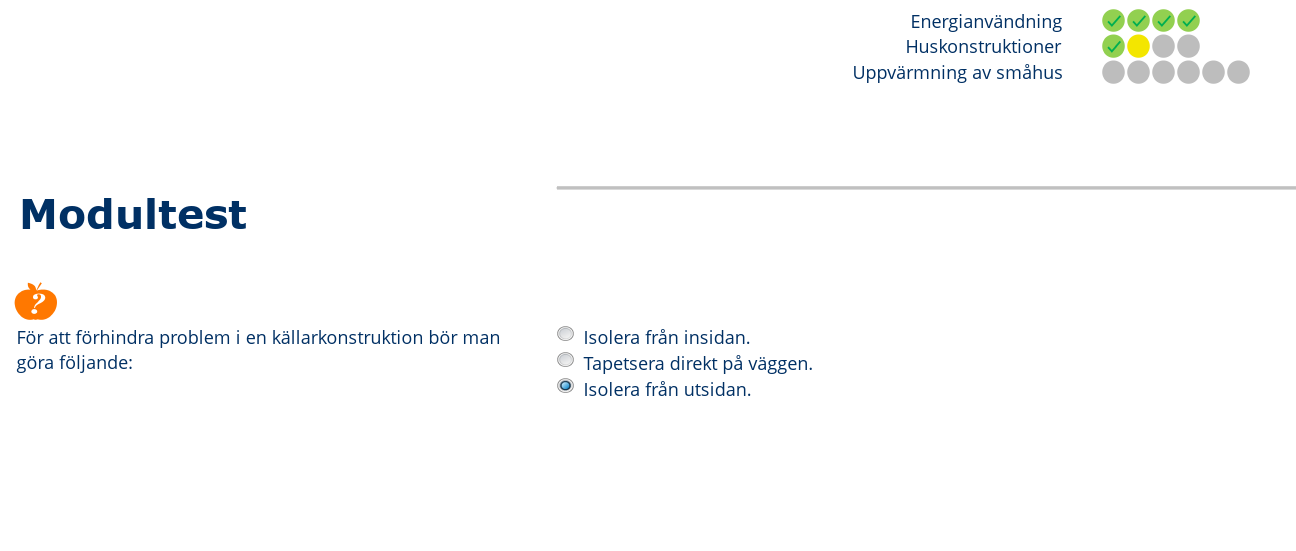 Energianvändning
Huskonstruktioner
Uppvärmning av småhus
Modultest
?
För att förhindra problem i en källarkonstruktion bör man
göra följande:
Isolera från insidan.
Tapetsera direkt på väggen.
Isolera från utsidan.